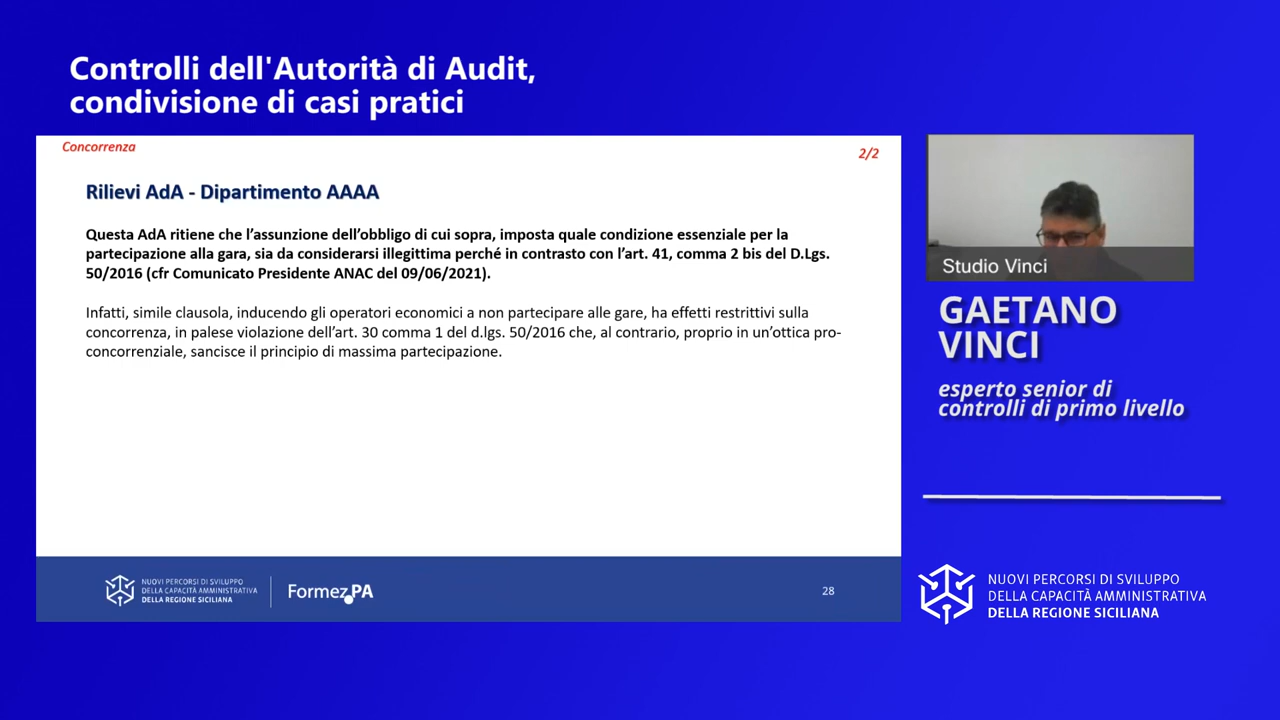 Controlli dell'Autorità di Audit,
condivisione di casi pratici
Concorrenza
2/2
Rilievi AdA - Dipartimento AAAA
Questa AdA ritiene che l’assunzione dell’obbligo di cui sopra, imposta quale condizione essenziale per la
partecipazione alla gara, sia da considerarsi illegittima perché in contrasto con l’art. 41, comma 2 bis del D.Lgs.
50/2016 (cfr Comunicato Presidente ANAC del 09/06/2021).
Infatti, simile clausola, inducendo gli operatori economici a non partecipare alle gare, ha effetti restrittivi sulla
concorrenza, in palese violazione dell’art. 30 comma 1 del d.lgs. 50/2016 che, al contrario, proprio in un’ottica pro-
concorrenziale, sancisce il principio di massima partecipazione.
NUOVI PERCORSI DI SVILUPPO
DELLA CAPACITÀ AMMINISTRATIVA
DELLA REGIONE SICILIANA
Formez PA
28
Studio Vinci
GAETANO
VINCI
esperto senior di
controlli di primo livello
NUOVI PERCORSI DI SVILUPPO
DELLA CAPACITÀ AMMINISTRATIVA
DELLA REGIONE SICILIANA